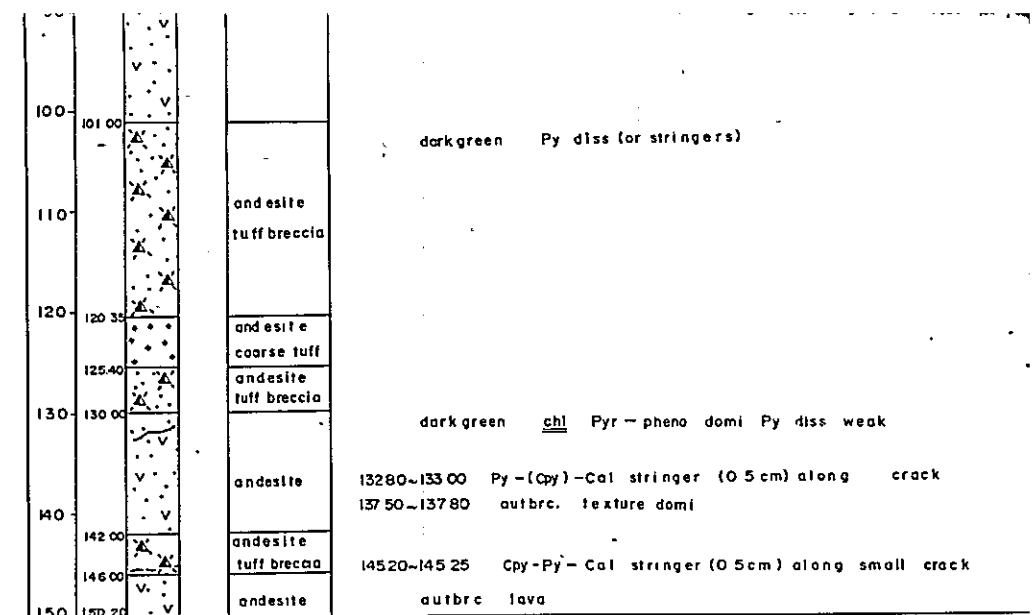 100
101 00
dark green Py diss (or stringers)
andesite
110
tuff breccia
120
120 35
andesite
coarse tuff
125.40
andesite
tuff breccia
130
130 00
dark green chl Pyr - pheno domi Py diss weak
andesite
132 80~133 00 Py -(Cpy)-Cal stringer (0 5 cm) along crack
137 50~137 80 autbrc. texture domi
140
142 00
andesite
tuff breccia
145 20~145 25 Cpy-Py - Cal stringer (0 5cm) along small crack
146 00
andesite
autbrc lava
150
150 20